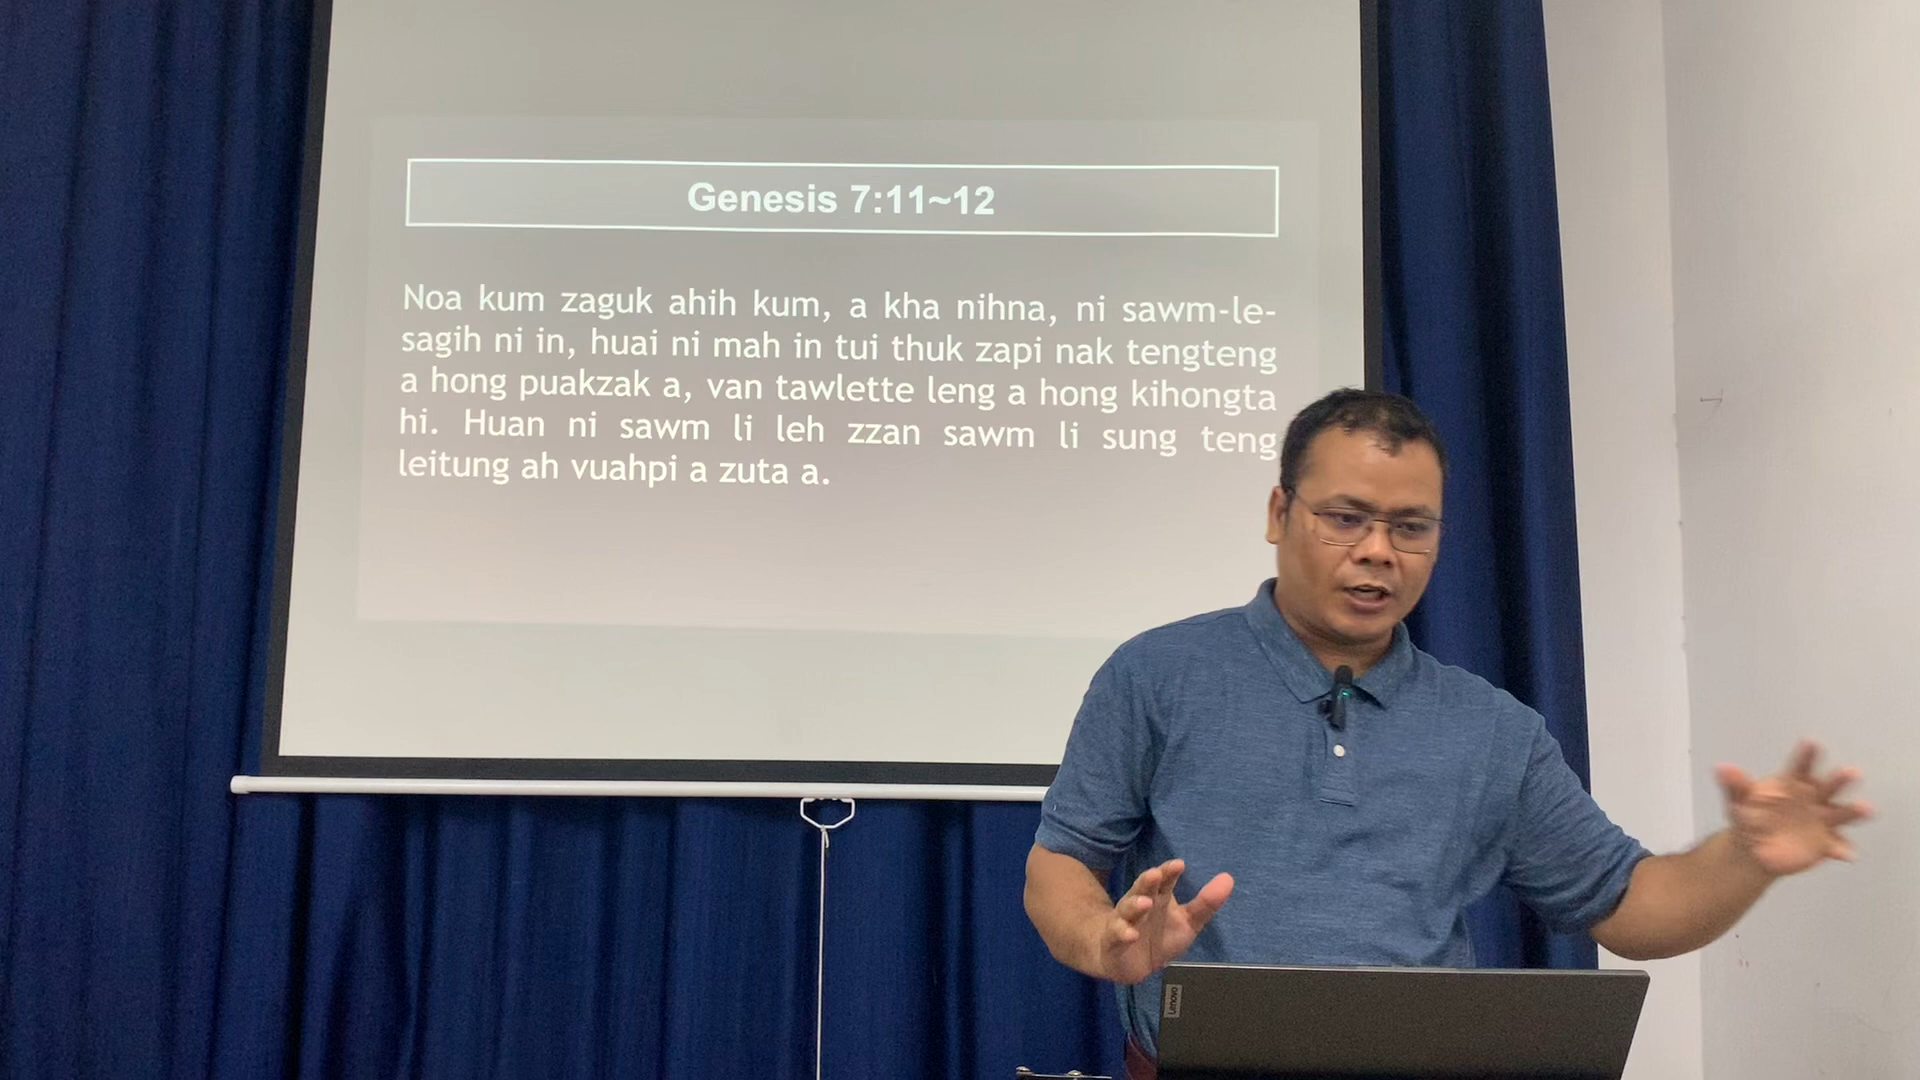 Genesis 7:11~12
Noa kum zaguk ahih kum, a kha nihna, ni sawm-le-
sagih ni in, huai ni mah in tui thuk zapi nak tengteng
a hong puakzak a, van tawlette leng a hong kihongta
hi. Huan ni sawm li leh zzan sawm li sung teng
leitung ah vuahpi a zuta a.
Lenovo